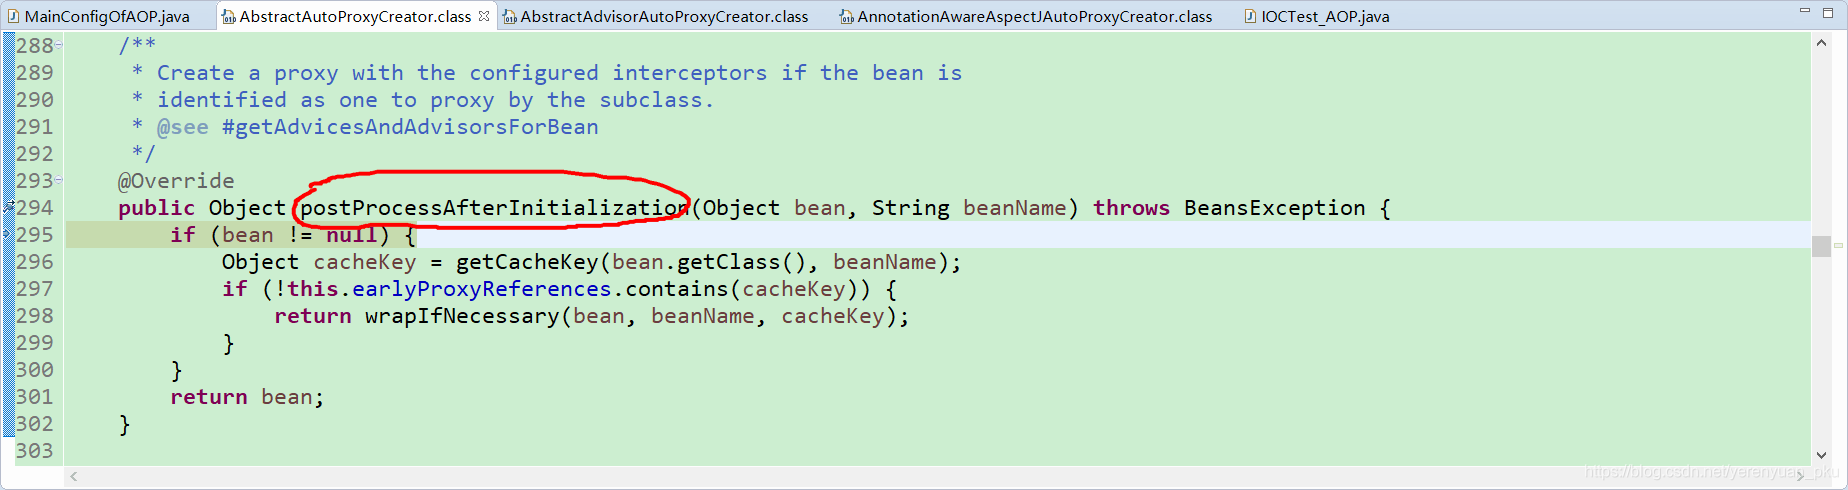 MainConfigOfAOP.java AbstractAutoProxyCreator.class AbstractAdvisorAutoProxyCreator.class AnnotationAwareAspectJAutoProxyCreator.class IOCTest_AOP.java
288 /**
289 * Create a proxy with the configured interceptors if the bean is
290 * identified as one to proxy by the subclass.
291 * @see #getAdvicesAndAdvisorsForBean
292 */
293 @Override
294 public Object postProcessAfterInitialization(Object bean, String beanName) throws BeansException {
295 if (bean != null) {
296 Object cacheKey = getCacheKey(bean.getClass(), beanName);
297 if (!this.earlyProxyReferences.contains(cacheKey)) {
298 return wrapIfNecessary(bean, beanName, cacheKey);
299 }
300 }
301 return bean;
302 }
303
https://blog.csdn.net/yerenyuan_pku